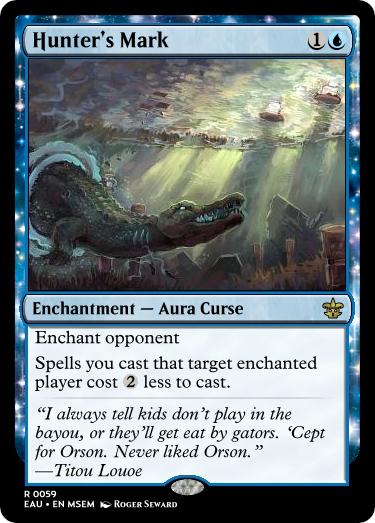 Hunter's Mark 1
Enchantment — Aura Curse
Enchant opponent
Spells you cast that target enchanted
player cost 2 less to cast.
“I always tell kids don’t play in the
bayou, or they’ll get eat by gators. ‘Cept
for Orson. Never liked Orson.”
—Titou Louoe
R 0059
EAU • EN MSEM Roger Seward